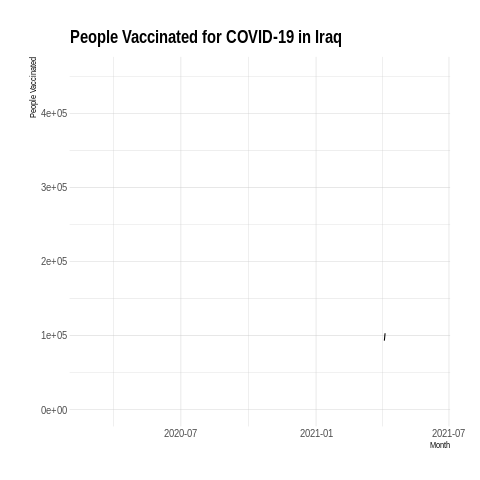 People Vaccinated for COVID-19 in Iraq
People Vaccinated
4e+05
3e+05
2e+05
1e+05
0e+00
2020-07 2021-01 2021-07
Month